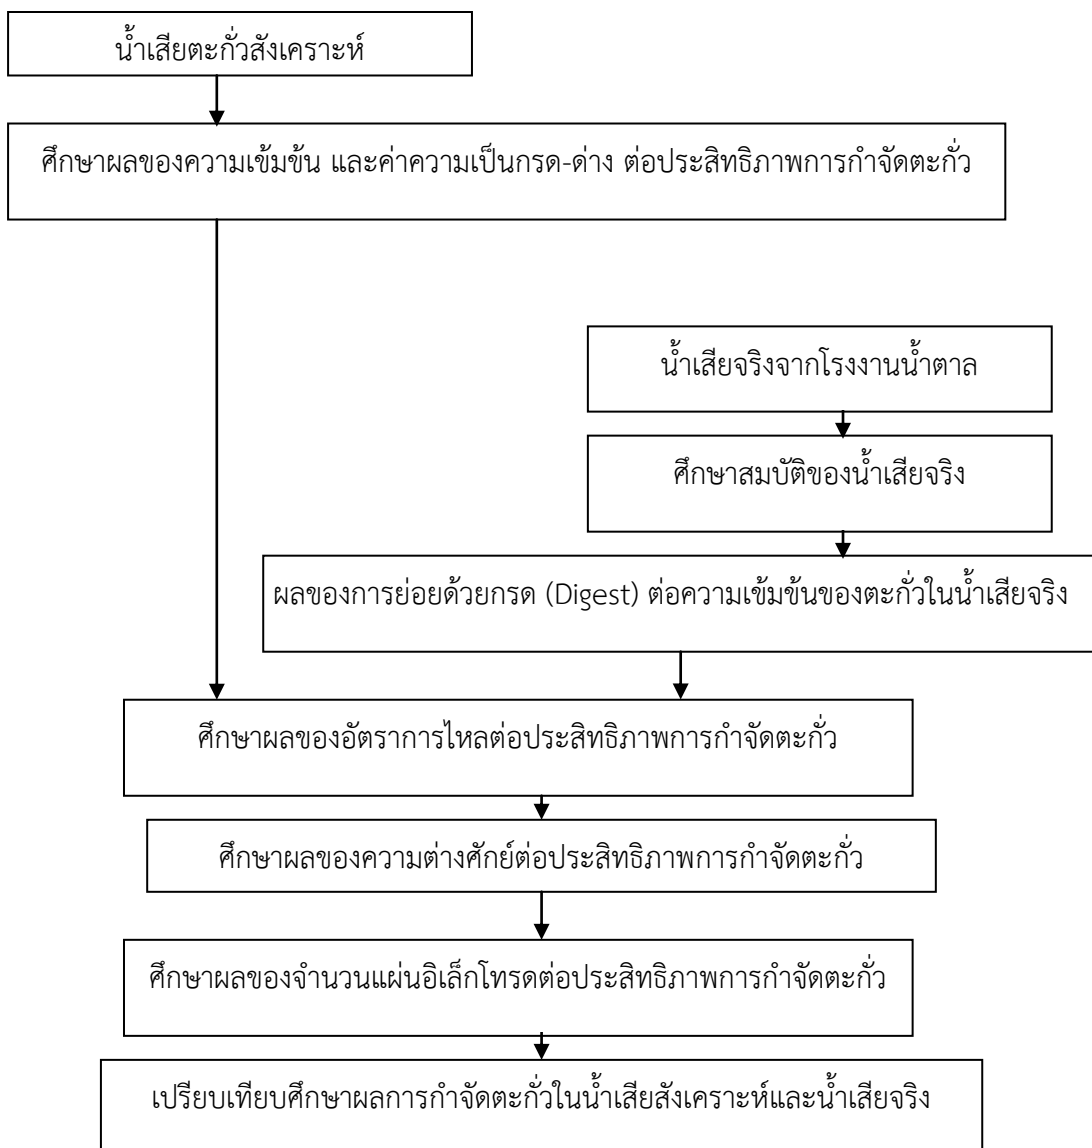 น้ำเสียตะกั่วสังเคราะห์
ศึกษาผลของความเข้มข้น และค่าความเป็นกรด-ด่าง ต่อประสิทธิภาพการกำจัดตะกั่ว
น้ำเสียจริงจากโรงงานน้ำตาล
ศึกษาสมบัติของน้ำเสียจริง
ผลของการย่อยด้วยกรด (Digest) ต่อความเข้มข้นของตะกั่วในน้ำเสียจริง
ศึกษาผลของอัตราการไหลต่อประสิทธิภาพการกำจัดตะกั่ว
ศึกษาผลของความต่างศักย์ต่อประสิทธิภาพการกำจัดตะกั่ว
ศึกษาผลของจำนวนแผ่นอิเล็กโทรดต่อประสิทธิภาพการกำจัดตะกั่ว
เปรียบเทียบศึกษาผลการกำจัดตะกั่วในน้ำเสียสังเคราะห์และน้ำเสียจริง